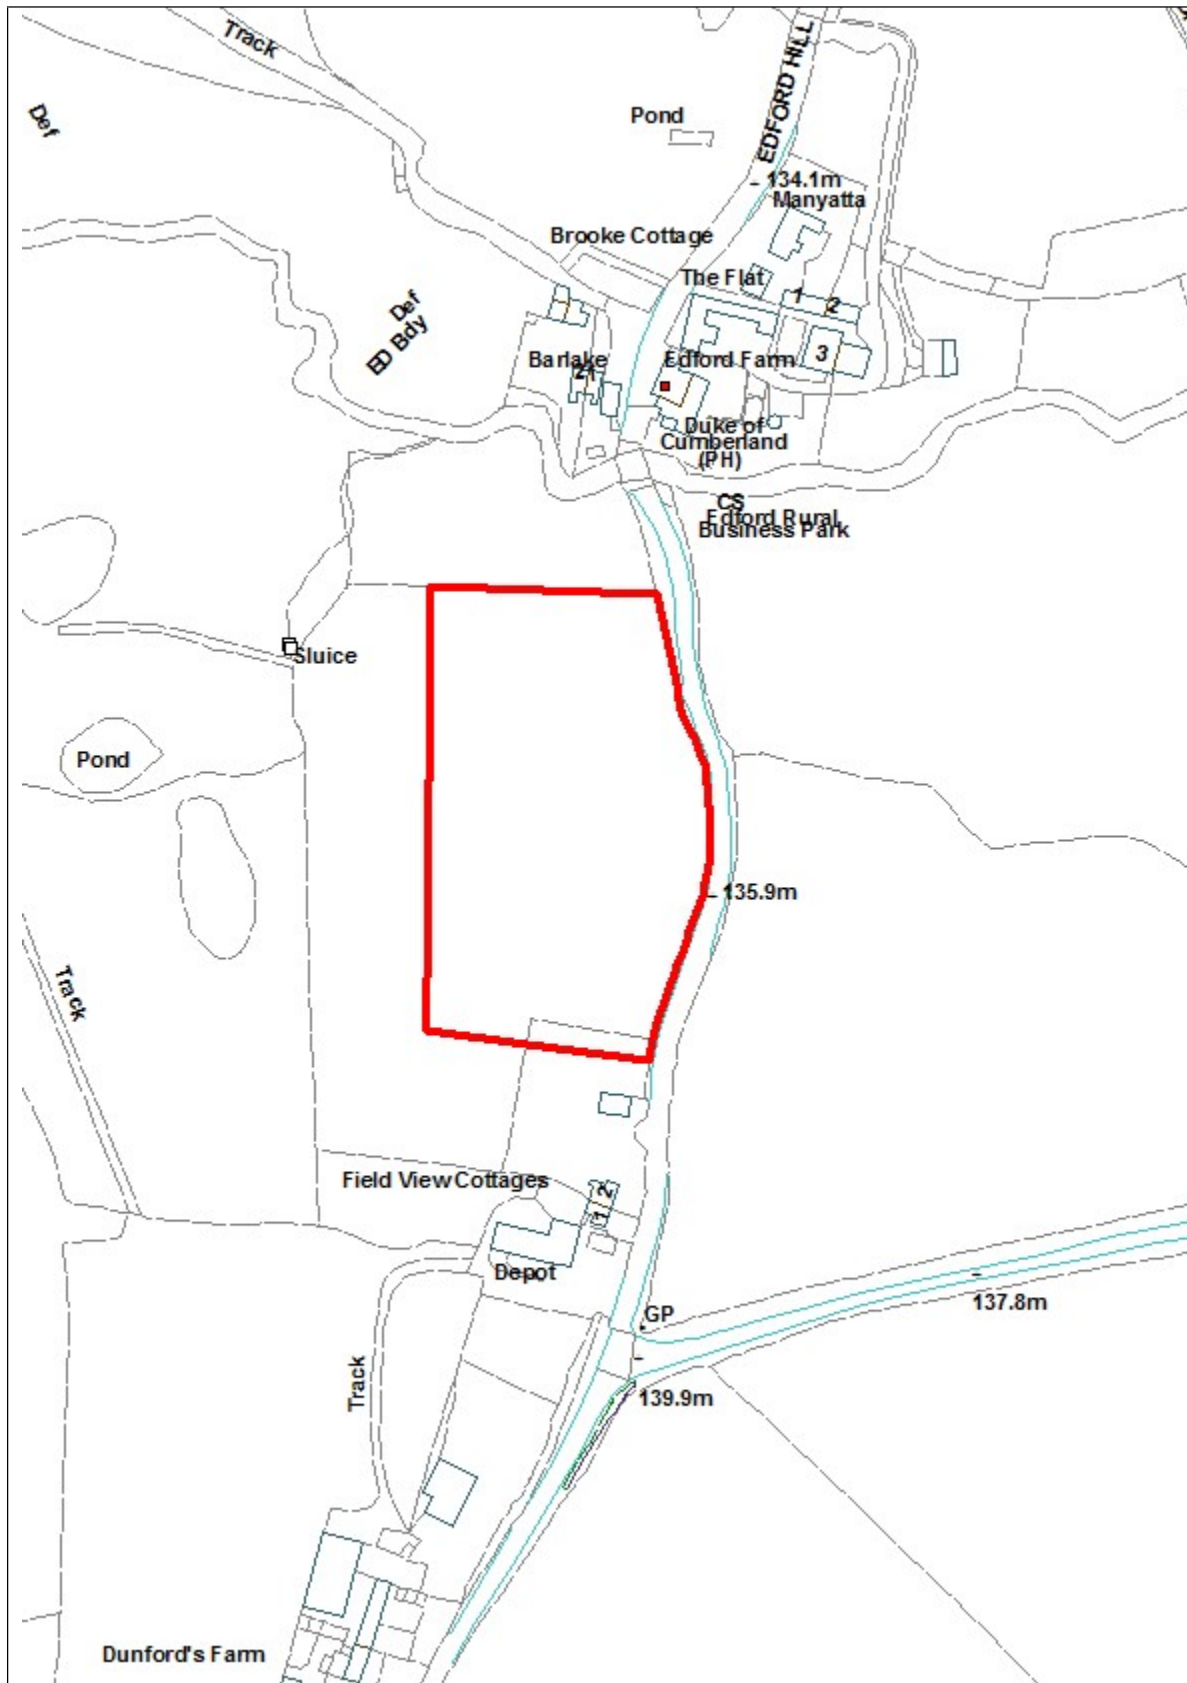 Track
EDFORD HILL
Def
Pond
134.1m
Manyatta
Brooke Cottage
The Flat
1
2
Def
ED Bdy
3
Barlake
21
Edford Farm
Duke of
Cumberland
(PH)
CS
Edford Rural
Business Park
Sluice
Pond
135.9m
Track
Field View Cottages
1 2
Depot
137.8m
GP
139.9m
Track
Dunford's Farm